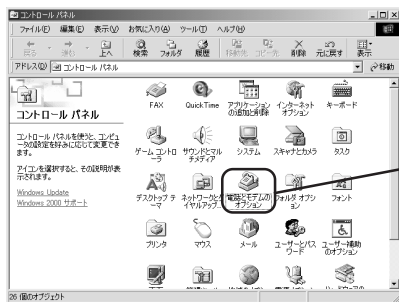 コントロール パネル
ファイル(F) 編集(E) 表示(V) お気に入り(A) ツール(T) ヘルプ(H)
戻る 進む 上へ 検索 フォルダ 履歴 移動先 コピー先 削除 元に戻す 表示
アドレス(D) コントロール パネル 移動
コントロール パネル
コントロール パネルを使うと、コンピュ
ータの設定を好みに応じて変更でき
ます。
アイコンを選択すると、その説明が表
示されます。
Windows Update
Windows 2000 サポート
FAX
QuickTime
アプリケーション
の追加と削除
インターネット
オプション
キーボード
ゲーム コントロ
ーラ
サウンドとマル
チメディア
システム
スキャナとカメラ
タスク
デスクトップ テ
ーマ
ネットワークとダ
イヤルアップ...
電話とモデムの
オプション
フォルダ オプシ
ョン
フォント
プリンタ
マウス
メール
ユーザーとパス
ワード
ユーザー補助
のオプション
26 個のオブジェクト